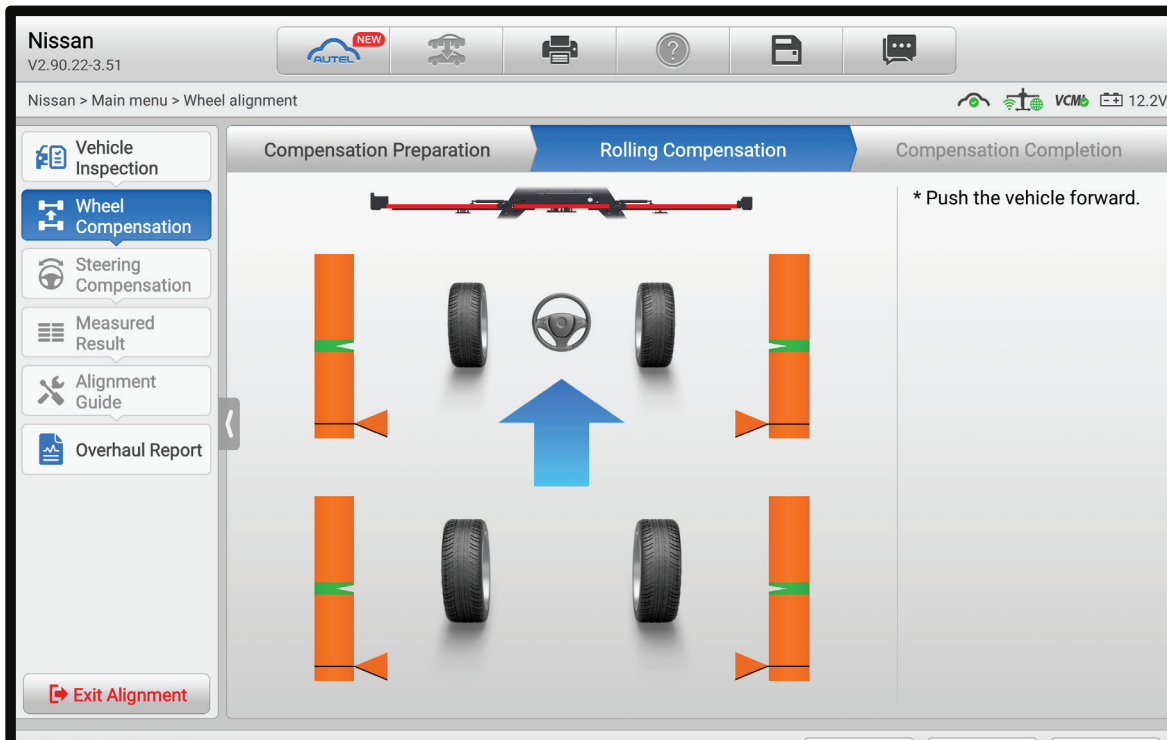 Nissan
V2.90.22-3.51
AUTEL
NEW
?
Nissan > Main menu > Wheel alignment
VCMI
12.2V
Vehicle
Inspection
Wheel
Compensation
Steering
Compensation
Measured
Result
Alignment
Guide
Overhaul Report
Exit Alignment
Compensation Preparation
Rolling Compensation
Compensation Completion
* Push the vehicle forward.